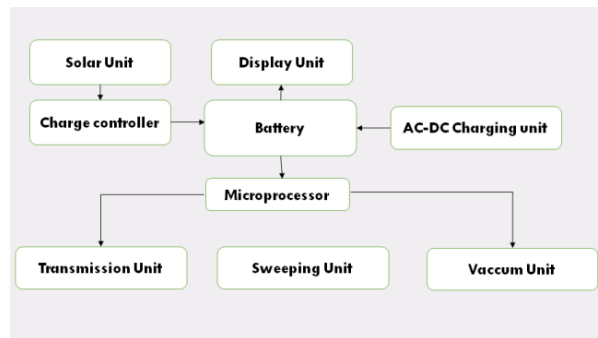 Solar Unit
Display Unit
Charge controller
Battery
AC-DC Charging unit
Microprocessor
Transmission Unit
Sweeping Unit
Vaccum Unit